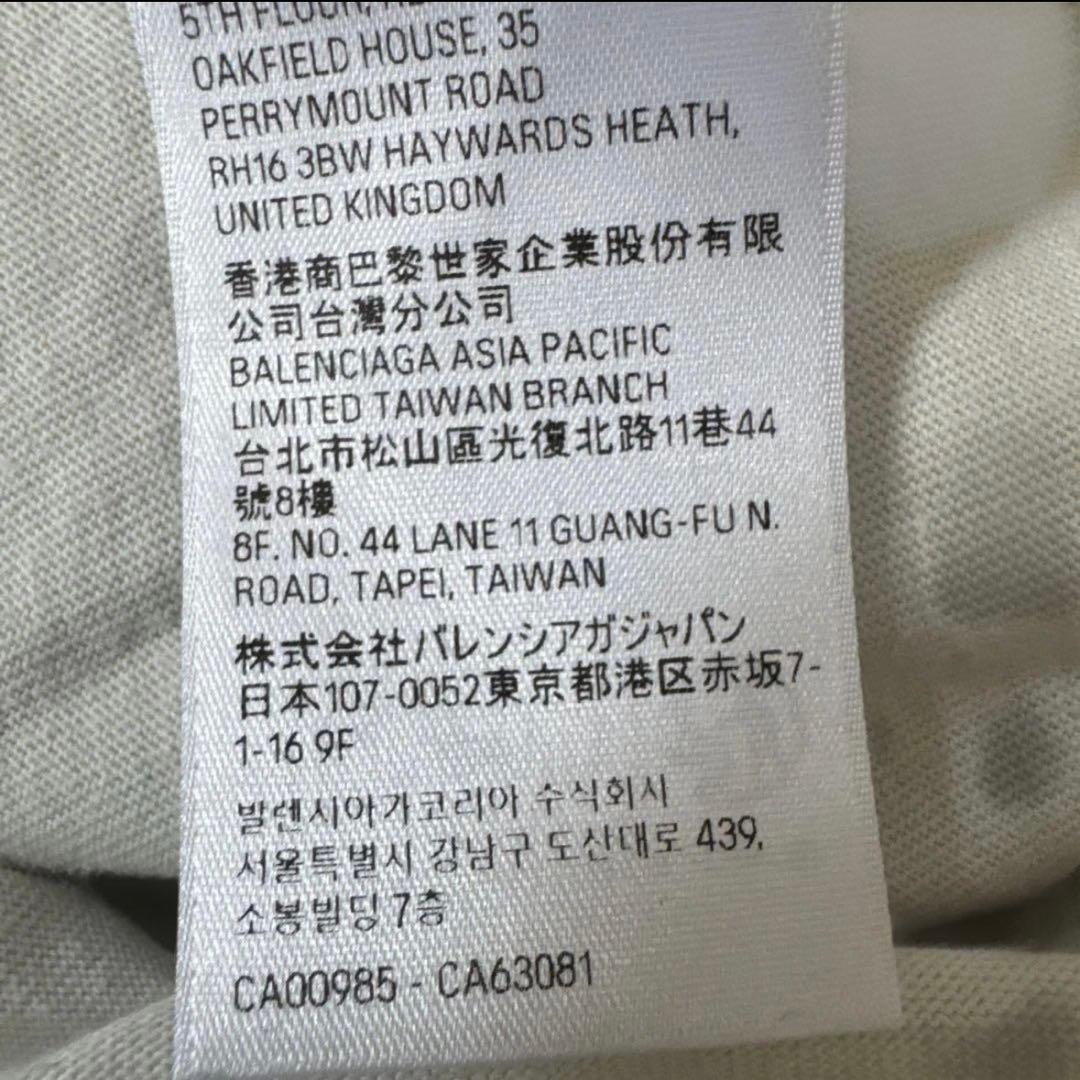 5TH FLOOR,
OAKFIELD HOUSE, 35
PERRYMOUNT ROAD
RH16 3BW HAYWARDS HEATH,
UNITED KINGDOM
香港商巴黎世家企業股份有限
公司台灣分公司
BALENCIAGA ASIA PACIFIC
LIMITED TAIWAN BRANCH
台北市松山區光復北路11巷44
號8樓
8F. NO. 44 LANE 11 GUANG-FU N.
ROAD, TAPEI, TAIWAN
株式会社バレンシアガジャパン
日本107-0052東京都港区赤坂7-
1-16 9F
발렌시아가코리아 수식회사
서울특별시 강남구 도산대로 439,
소봉빌딩 7층
CA00985 - CA63081